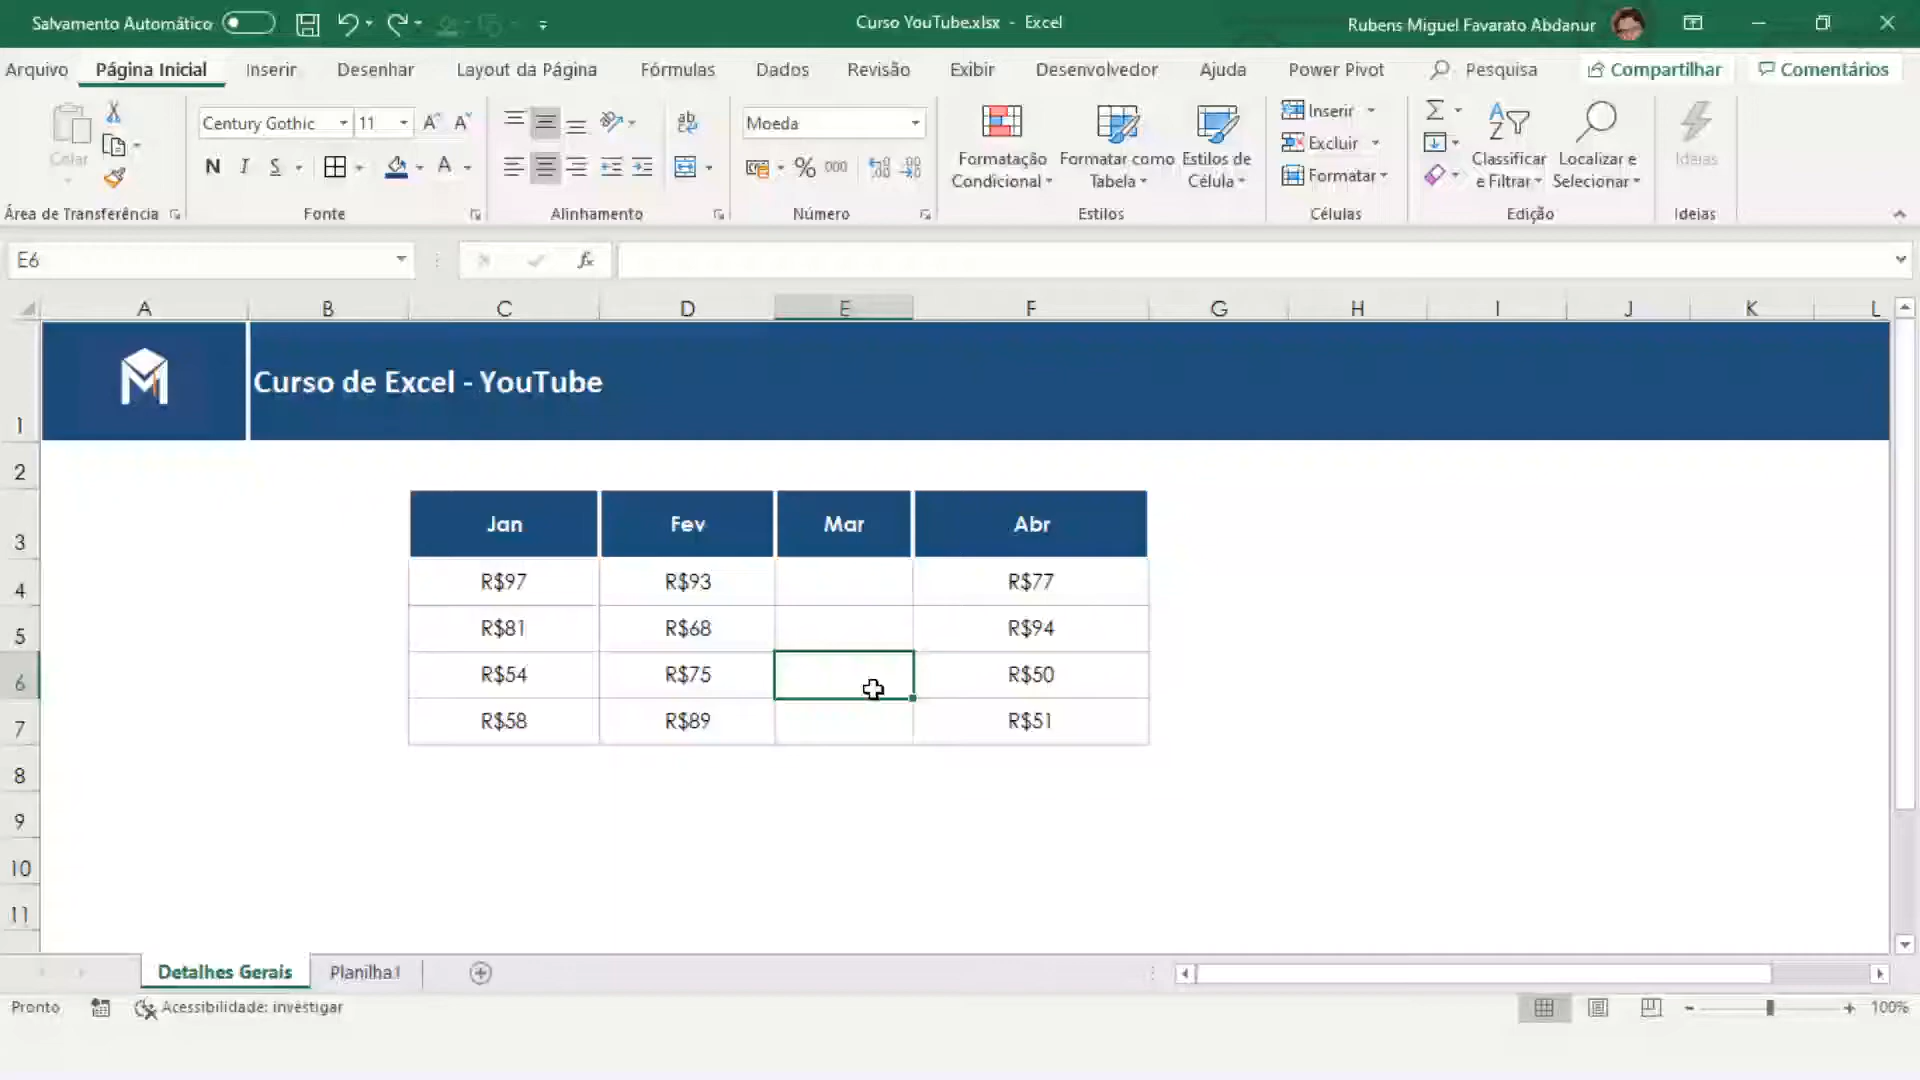 Salvamento Automático
Curso YouTube.xlsx - Excel
Rubens Miguel Favarato Abdanur
Arquivo Página Inicial Inserir Desenhar Layout da Página Fórmulas Dados Revisão Exibir Desenvolvedor Ajuda Power Pivot Pesquisa Compartilhar Comentários
Colar
Century Gothic 11
N I S
ab
Moeda
% 000
Formatação Condicional
Formatar como Tabela
Estilos de Célula
Inserir
Excluir
Formatar
Classificar e Filtrar
Localizar e Selecionar
Ideias
Área de Transferência Fonte Alinhamento Número Estilos Células Edição Ideias
E6 fx
A B C D E F G H I J K L
1 Curso de Excel - YouTube
2
3 Jan Fev Mar Abr
4 R$97 R$93 R$77
5 R$81 R$68 R$94
6 R$54 R$75 R$50
7 R$58 R$89 R$51
8
9
10
11
Detalhes Gerais Planilha1
Pronto Acessibilidade: investigar 100%